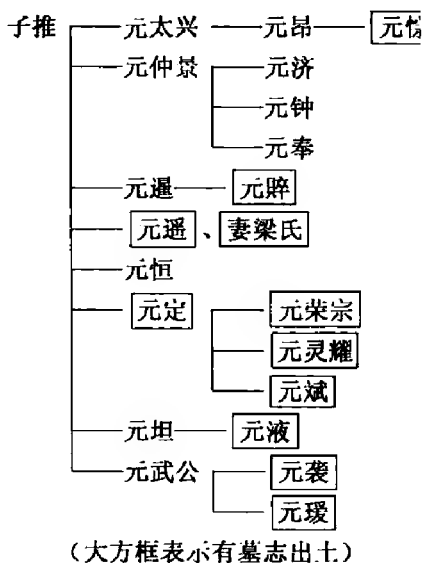 子推 元太兴 元昂
元仲景 元济
元钟
元奉
元暹 元睟
元遥、妻梁氏
元恒
元定 元荣宗
元灵耀
元斌
元坦 元液
元武公 元袭
元瑗
(大方框表示有墓志出土)